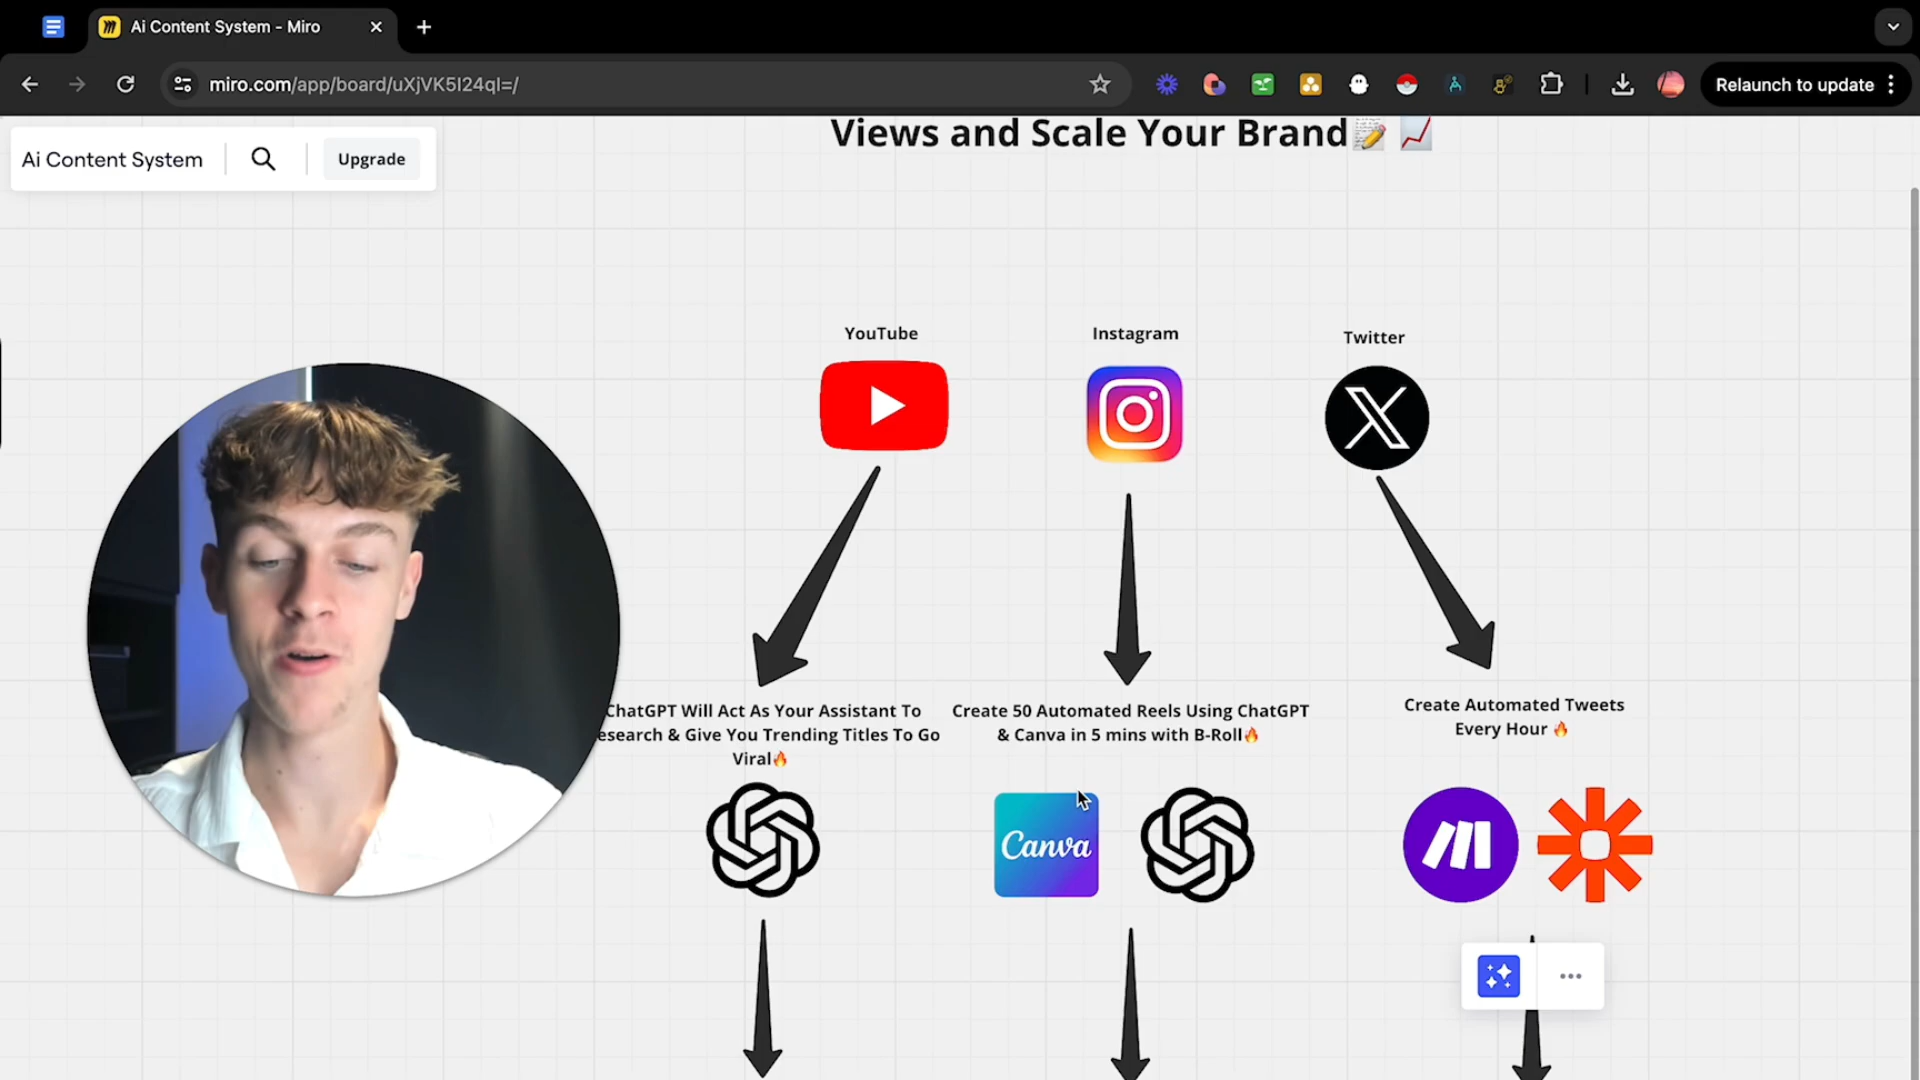 Ai Content System - Miro
miro.com/app/board/uXjVK5I24qI=/
Relaunch to update
Ai Content System
Upgrade
Views and Scale Your Brand📝 📈
YouTube
Instagram
Twitter
ChatGPT Will Act As Your Assistant To
esearch & Give You Trending Titles To Go
Viral🔥
Create 50 Automated Reels Using ChatGPT
& Canva in 5 mins with B-Roll🔥
Create Automated Tweets
Every Hour 🔥
Canva